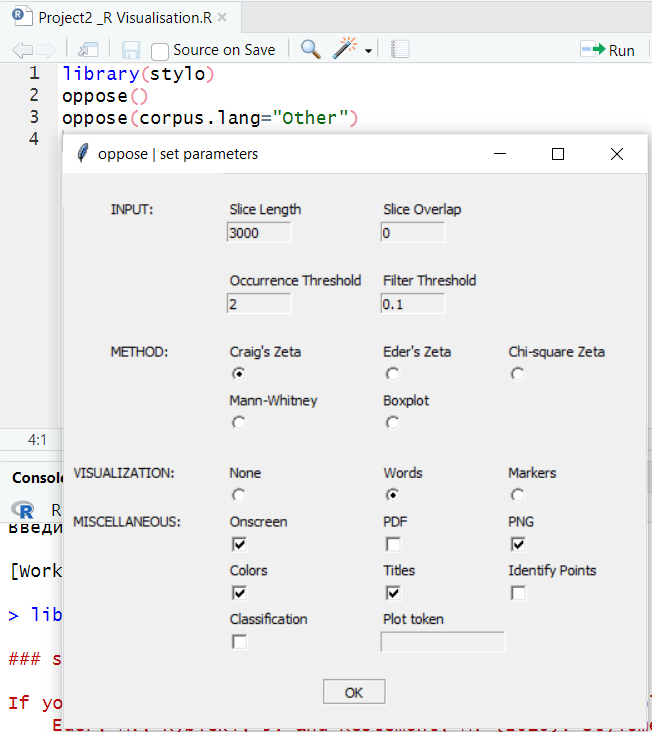 Project2 _R Visualisation.R
Source on Save Run
1 library(stylo)
2 oppose()
3 oppose(corpus.lang="Other")
4
oppose | set parameters
INPUT: Slice Length Slice Overlap
3000 0
Occurrence Threshold Filter Threshold
2 0.1
METHOD: Craig's Zeta Eder's Zeta Chi-square Zeta
Mann-Whitney Boxplot
4:1
VISUALIZATION: None Words Markers
Console
R
MISCELLANEOUS: Onscreen PDF PNG
Введи
[Work
Colors Titles Identify Points
> lib
Classification Plot token
### s
OK
If yo